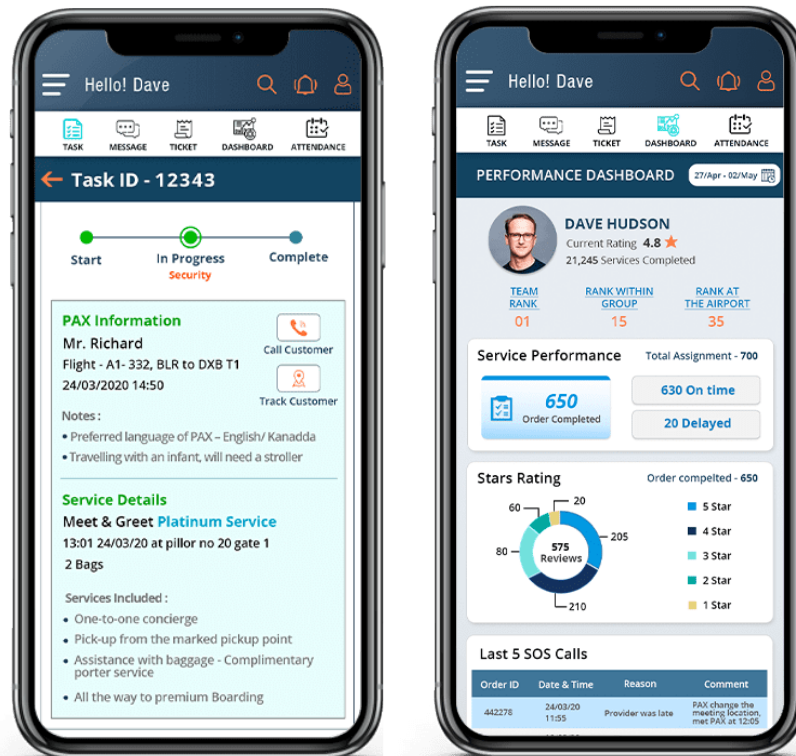 Hello! Dave
TASK
MESSAGE
TICKET
DASHBOARD
ATTENDANCE
Task ID - 12343
Start
In Progress
Complete
Security
PAX Information
Mr. Richard
Flight - A1- 332, BLR to DXB T1
24/03/2020 14:50
Call Customer
Track Customer
Notes :
• Preferred language of PAX – English/ Kanadda
• Travelling with an infant, will need a stroller
Service Details
Meet & Greet Platinum Service
13:01 24/03/20 at pillor no 20 gate 1
2 Bags
Services Included :
• One-to-one concierge
• Pick-up from the marked pickup point
• Assistance with baggage - Complimentary
porter service
• All the way to premium Boarding
Hello! Dave
TASK
MESSAGE
TICKET
DASHBOARD
ATTENDANCE
PERFORMANCE DASHBOARD
27/Apr - 02/May
DAVE HUDSON
Current Rating 4.8
21,245 Services Completed
TEAM
RANK
01
RANK WITHIN
GROUP
15
RANK AT
THE AIRPORT
35
Service Performance
Total Assignment - 700
650
Order Completed
630 On time
20 Delayed
Stars Rating
Order compelted - 650
20
60
205
80
575
Reviews
210
5 Star
4 Star
3 Star
2 Star
1 Star
Last 5 SOS Calls
Order ID
Date & Time
Reason
Comment
442278
24/03/20
11:55
Provider was late
PAX change the
meeting location,
met PAX at 12:05